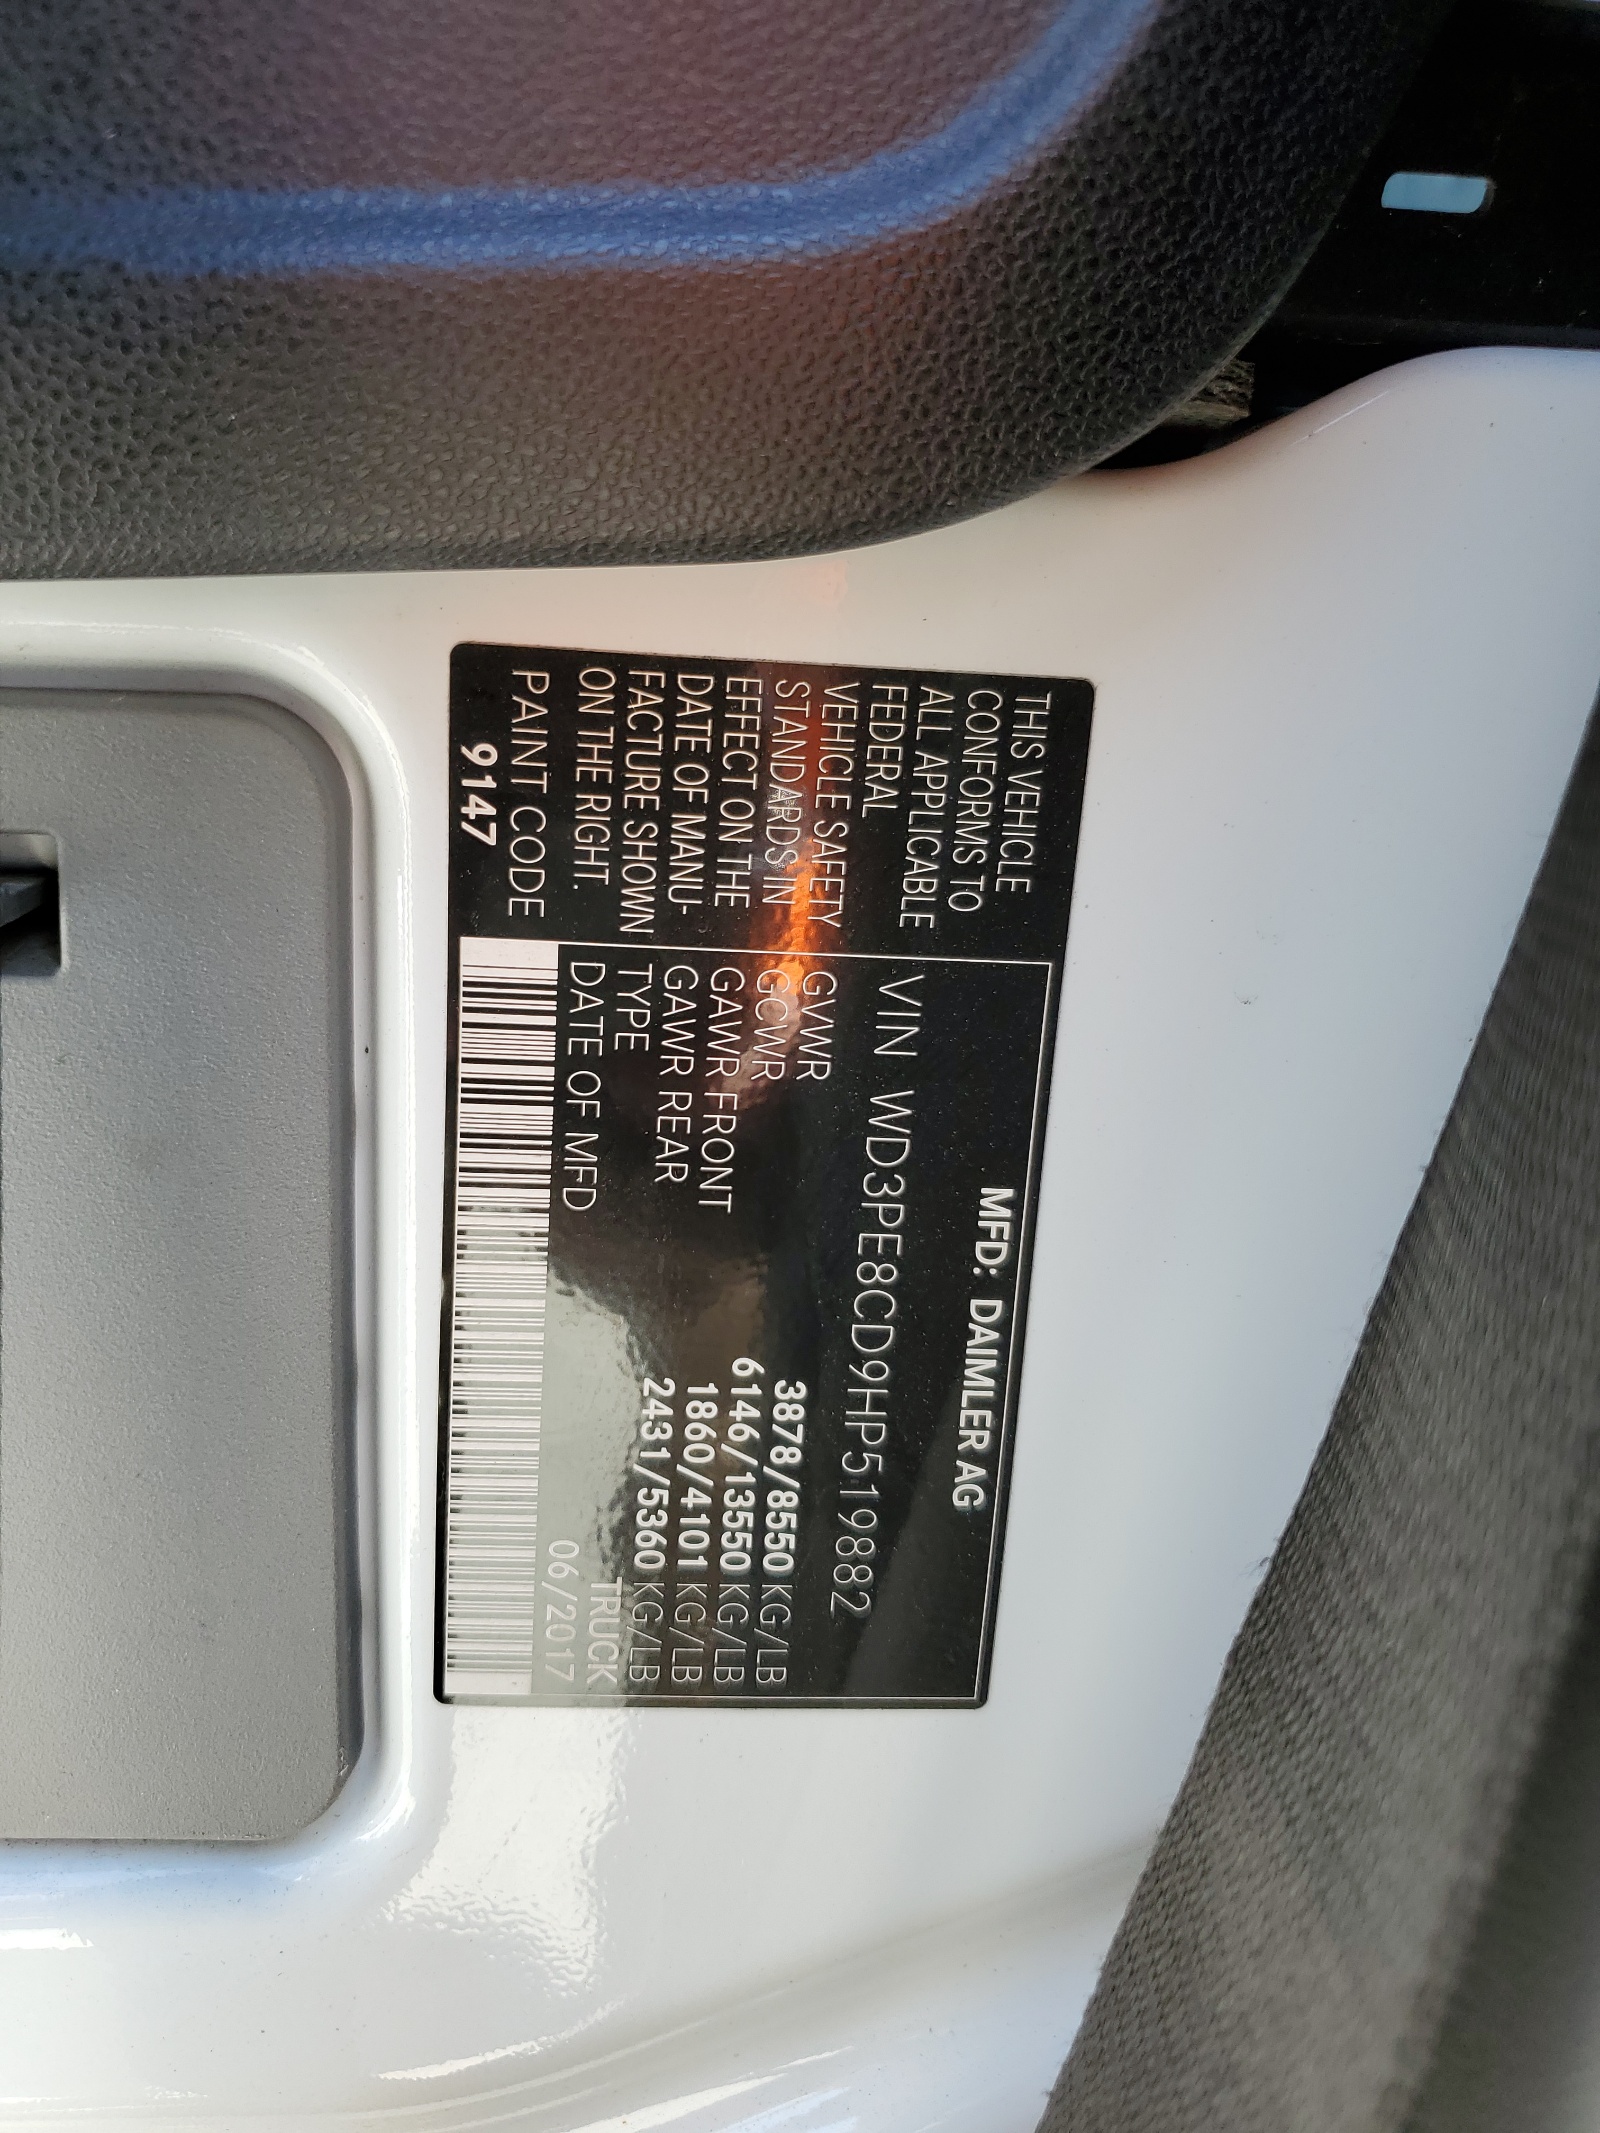 THIS VEHICLE
CONFORMS TO
ALL APPLICABLE
FEDERAL
VEHICLE SAFETY
STANDARDS IN
EFFECT ON THE
DATE OF MANU-
FACTURE SHOWN
ON THE RIGHT.
PAINT CODE
9147
MFD: DAIMLER AG
VIN WD3PE8CD9HP519882
GVWR 3878/8550 KG/LB
GCWR 6146/13550 KG/LB
GAWR FRONT 1860/4101 KG/LB
GAWR REAR 2431/5360 KG/LB
TYPE TRUCK
DATE OF MFD 06/2017